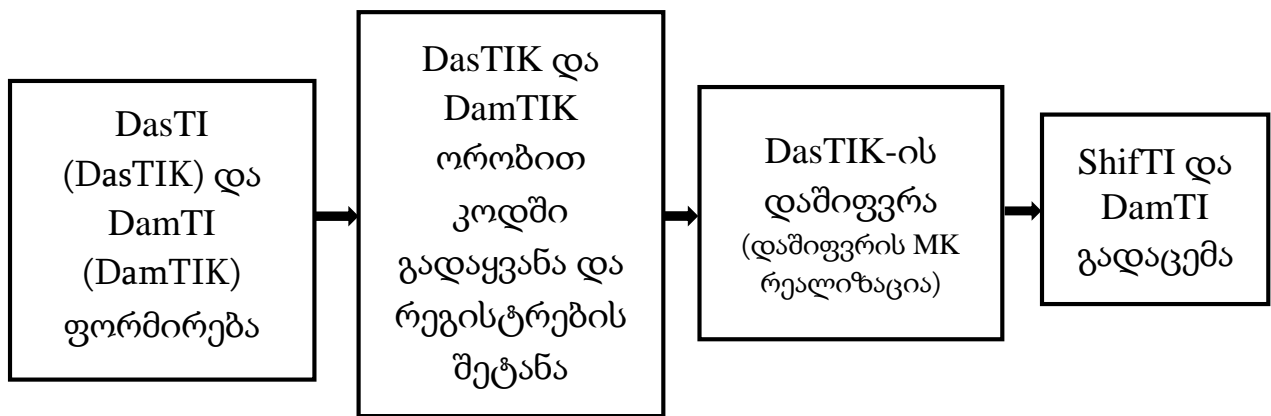 DasTI
(DasTIK) და
DamTI
(DamTIK)
ფორმირება
DasTIK და
DamTIK
ორობით
კოდში
გადაყვანა და
რეგისტრების
შეტანა
DasTIK-ის
დაშიფვრა
(დაშიფვრის MK
რეალიზაცია)
ShifTI და
DamTI
გადაცემა